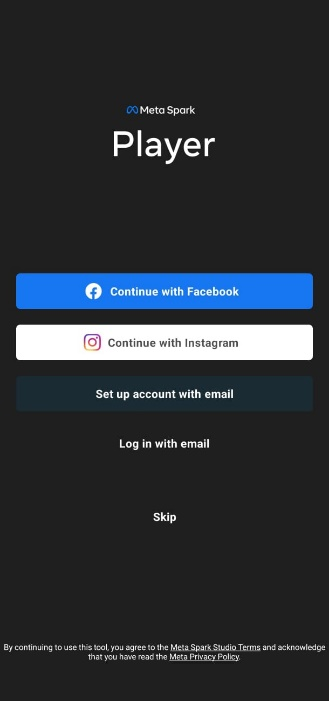 Meta Spark
Player
Continue with Facebook
Continue with Instagram
Set up account with email
Log in with email
Skip
By continuing to use this tool, you agree to the Meta Spark Studio Terms and acknowledge
that you have read the Meta Privacy Policy.